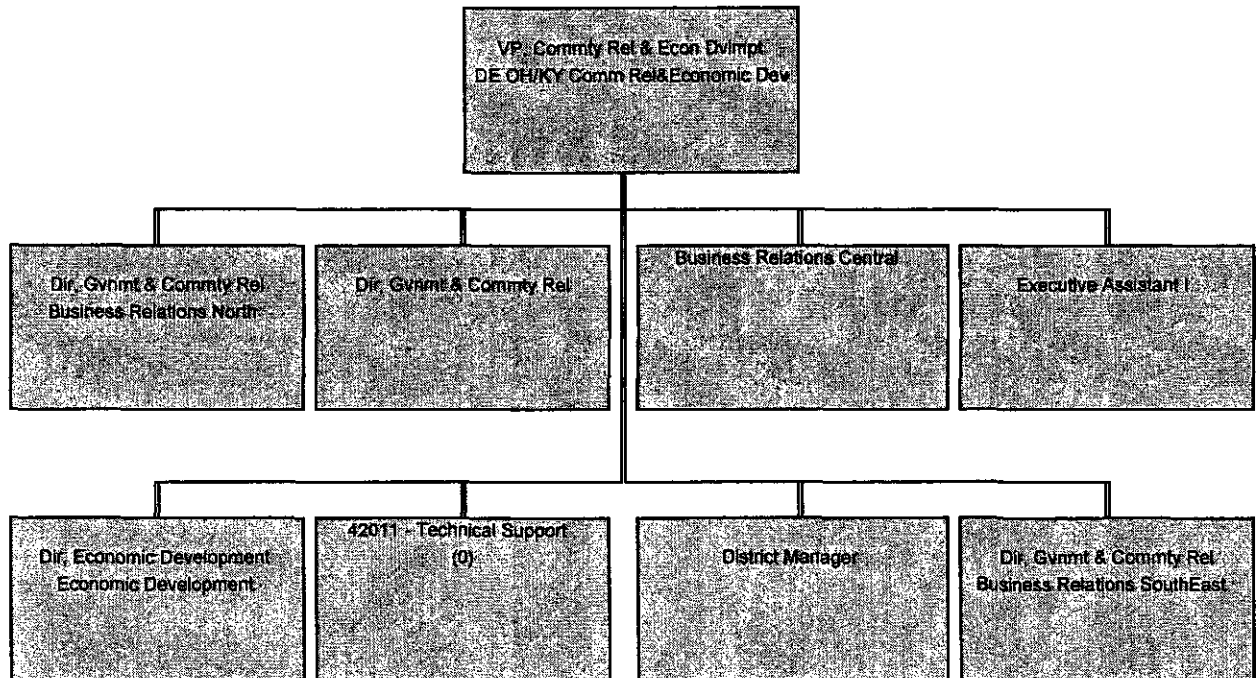 VP, Commty Rel & Econ Dvlmpt
DE OH/KY Comm Rel&Economic Dev
Dir, Gvnmt & Commty Rel
Business Relations North
Dir, Gvnmt & Commty Rel
Business Relations Central
Executive Assistant I
Dir, Economic Development
Economic Development
42011 - Technical Support
(0)
District Manager
Dir, Gvnmt & Commty Rel
Business Relations SouthEast